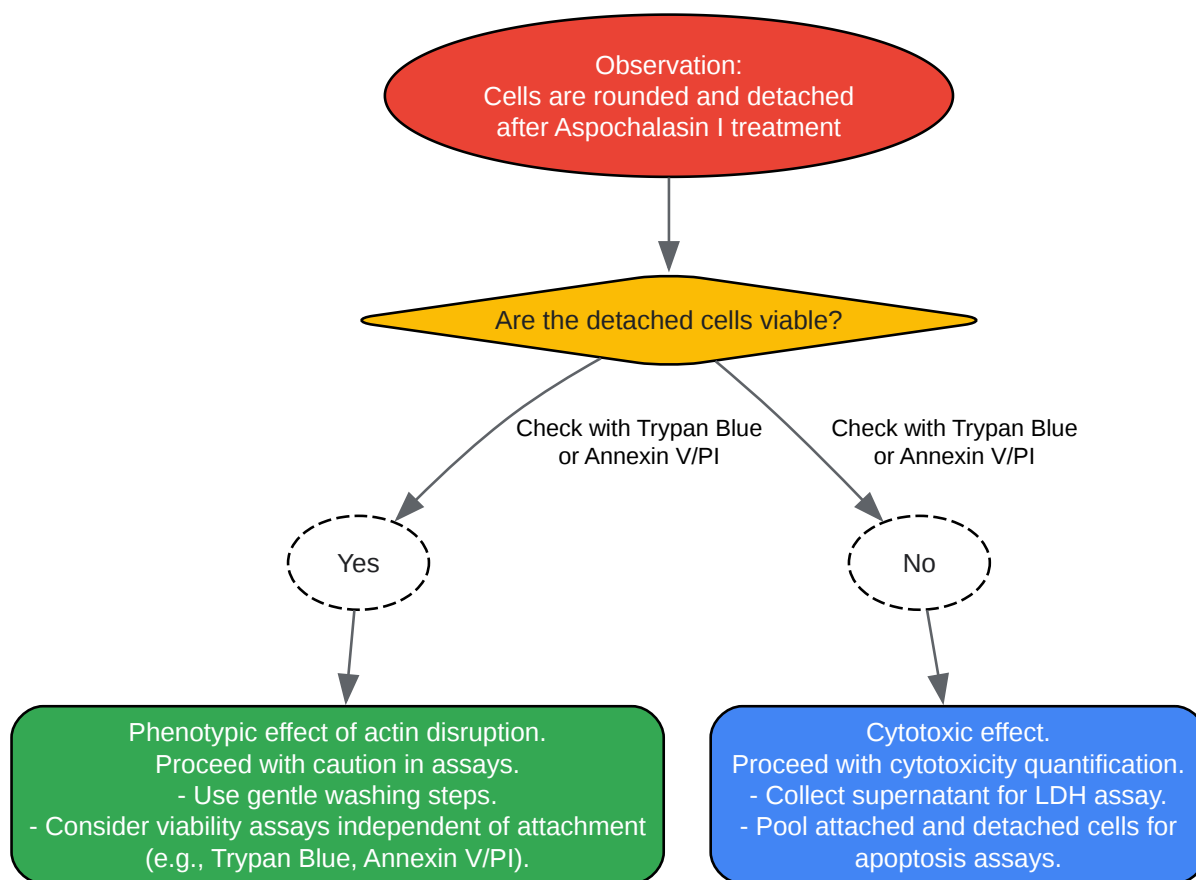 Observation:
Cells are rounded and detached
after Aspochalasin I treatment
Are the detached cells viable?
Check with Trypan Blue
or Annexin V/PI
Check with Trypan Blue
or Annexin V/PI
Yes
No
Phenotypic effect of actin disruption.
Proceed with caution in assays.
- Use gentle washing steps.
- Consider viability assays independent of attachment
(e.g., Trypan Blue, Annexin V/PI).
Cytotoxic effect.
Proceed with cytotoxicity quantification.
- Collect supernatant for LDH assay.
- Pool attached and detached cells for
apoptosis assays.